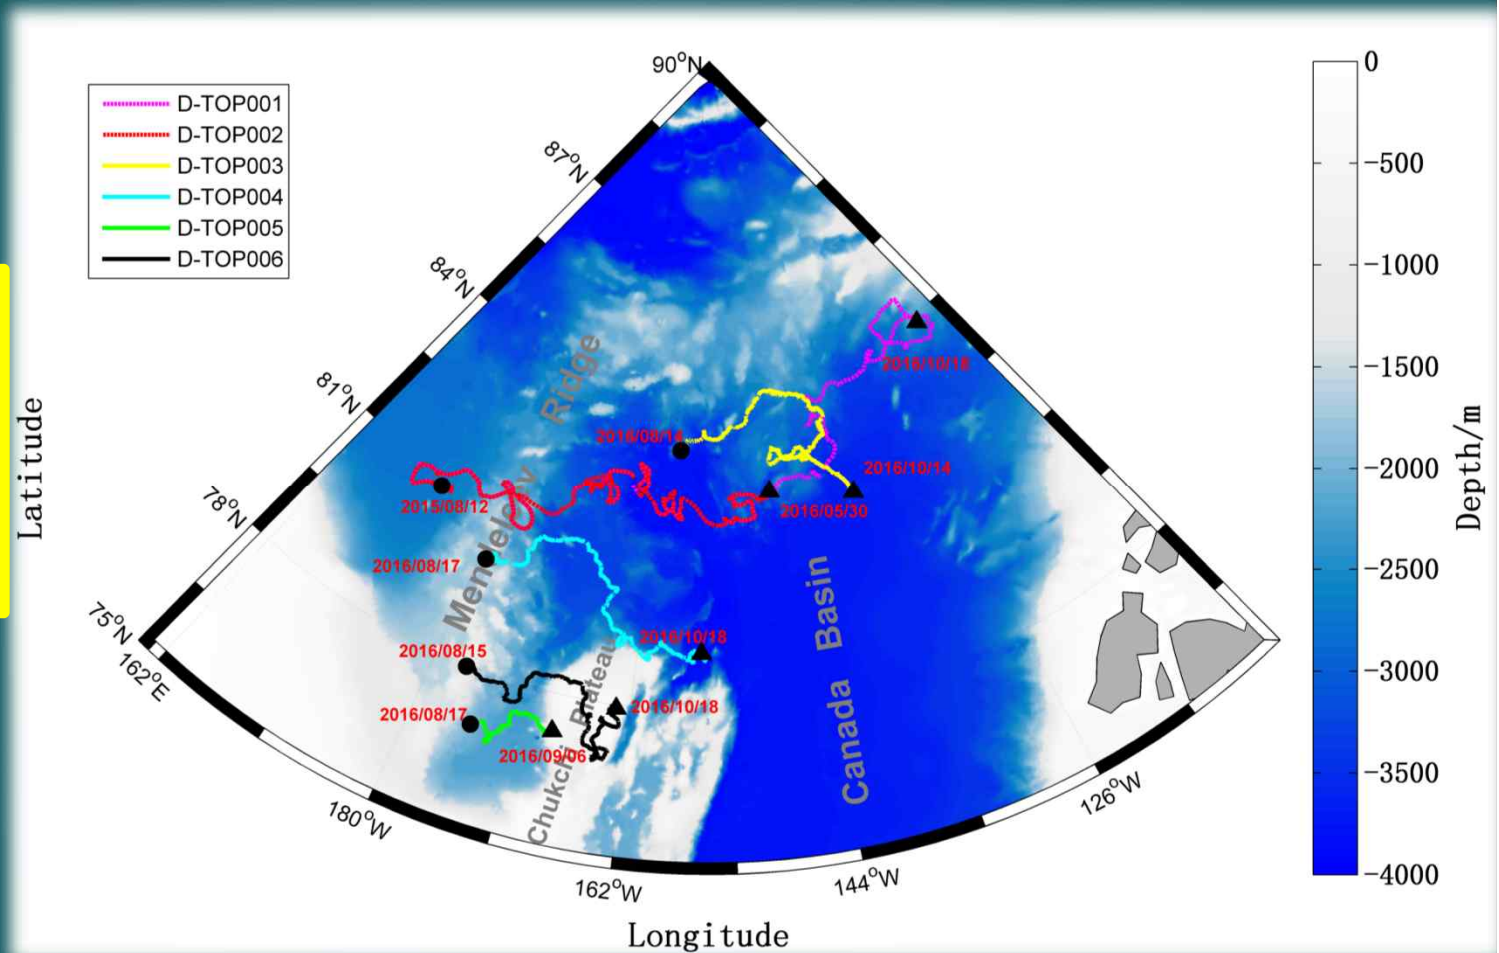 D-TOP001
D-TOP002
D-TOP003
D-TOP004
D-TOP005
D-TOP006
90°N
87°N
84°N
81°N
78°N
75°N
162°E
180°W
162°W
144°W
126°W
Latitude
Longitude
Mendeleev Ridge
Chukchi Plateau
Canada Basin
2016/10/18
2016/08/14
2016/10/14
2015/08/12
2016/05/30
2016/08/17
2016/10/18
2016/08/15
2016/10/18
2016/08/17
2016/09/06
0
-500
-1000
-1500
-2000
-2500
-3000
-3500
-4000
Depth/m